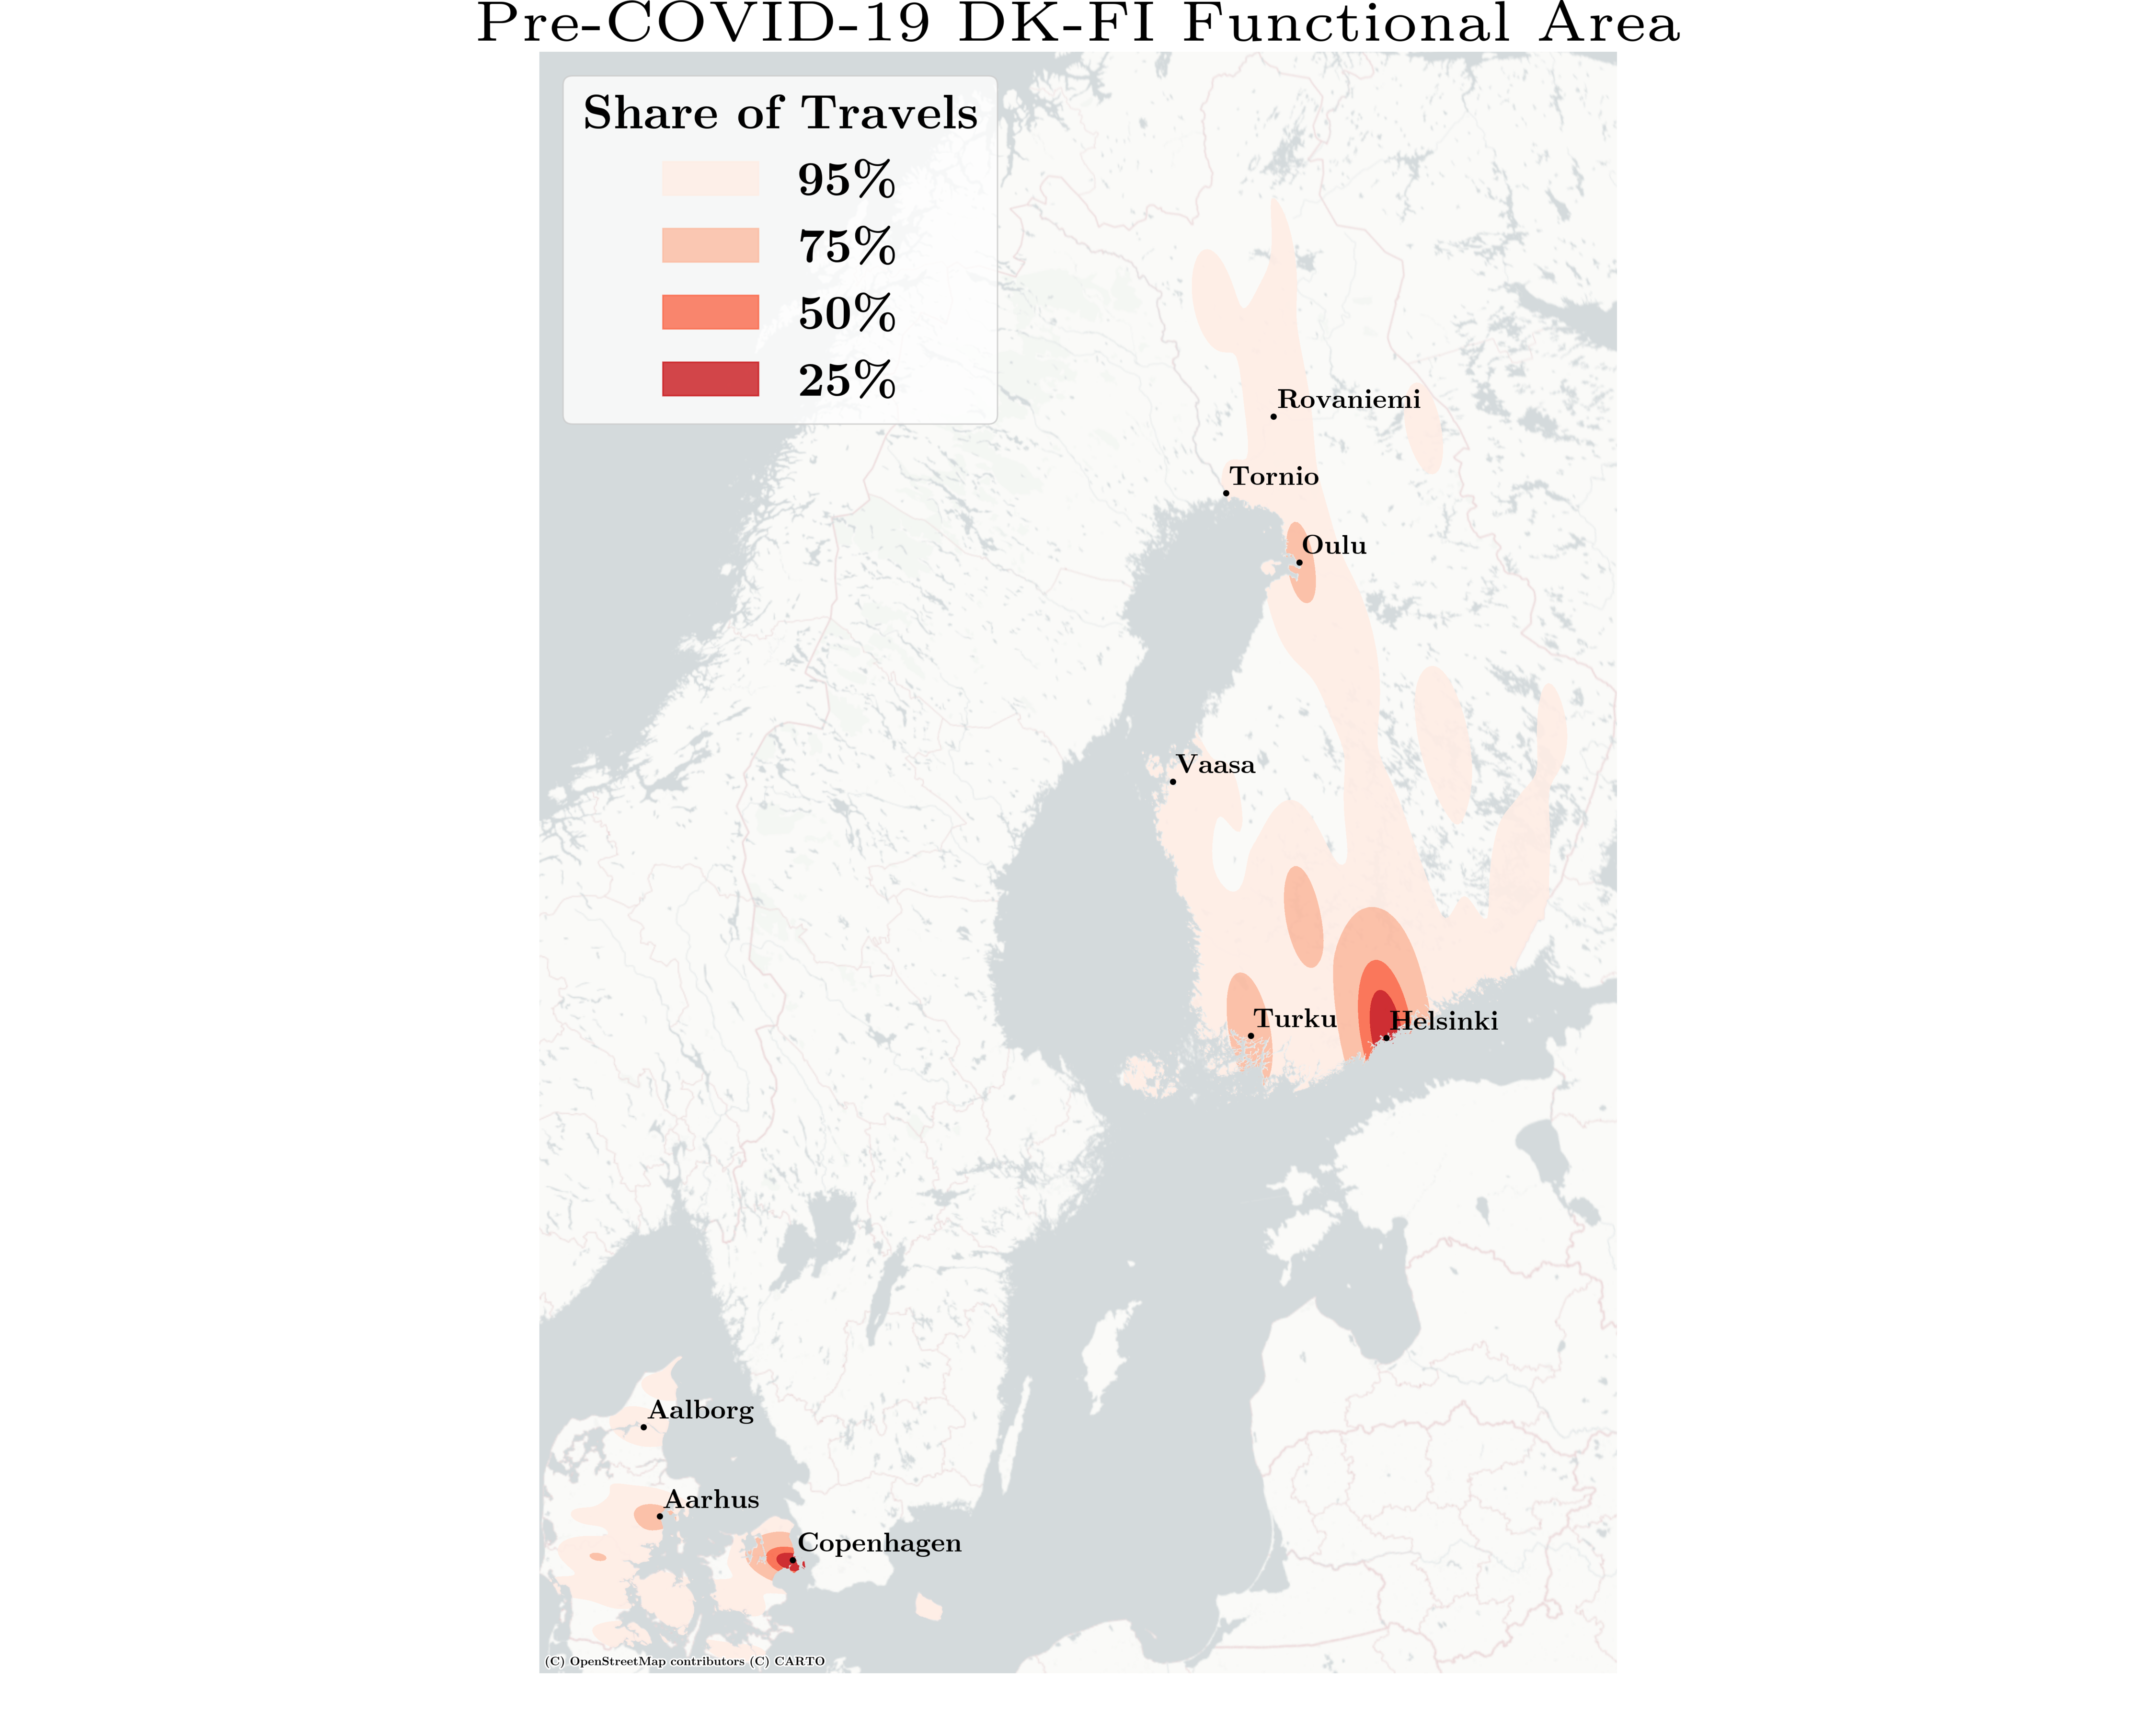 Pre-COVID-19 DK-FI Functional Area
Share of Travels
95%
75%
50%
25%
Rovaniemi
Tornio
Oulu
Vaasa
Turku
Helsinki
Aalborg
Aarhus
Copenhagen
(C) OpenStreetMap contributors (C) CARTO